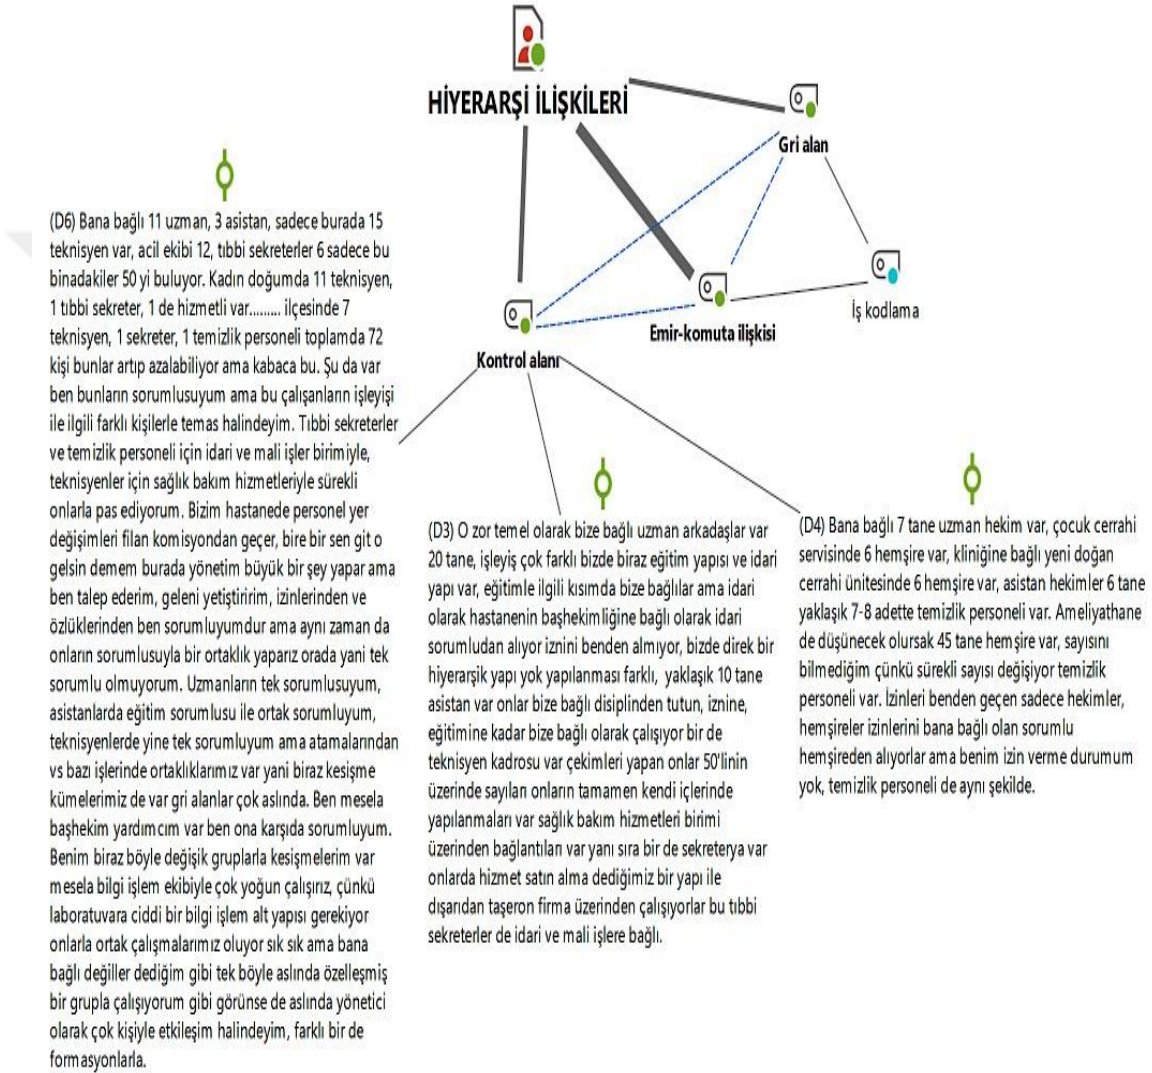 HİYERARŞİ İLİŞKİLERİ
Gri alan
İş kodlama
Emir-komuta ilişkisi
Kontrol alanı
(D6) Bana bağlı 11 uzman, 3 asistan, sadece burada 15
teknisyen var, acil ekibi 12, tıbbi sekreterler 6 sadece bu
binadakiler 50 yi buluyor. Kadın doğumda 11 teknisyen,
1 tıbbi sekreter, 1 de hizmetli var......... ilçesinde 7
teknisyen, 1 sekreter, 1 temizlik personeli toplamda 72
kişi bunlar artıp azalabiliyor ama kabaca bu. Şu da var
ben bunların sorumlusuyum ama bu çalışanların işleyişi
ile ilgili farklı kişilerle temas halindeyim. Tıbbi sekreterler
ve temizlik personeli için idari ve mali işler birimiyle,
teknisyenler için sağlık bakım hizmetleriyle sürekli
onlarla pas ediyorum. Bizim hastanede personel yer
değişimleri filan komisyondan geçer, bire bir sen git o
gelsin demem burada yönetim büyük bir şey yapar ama
ben talep ederim, geleni yetiştiririm, izinlerinden ve
özlüklerinden ben sorumluyumdur ama aynı zaman da
onların sorumlusuyla bir ortaklık yaparız orada yani tek
sorumlu olmuyorum. Uzmanların tek sorumlusuyum,
asistanlarda eğitim sorumlusu ile ortak sorumluyum,
teknisyenlerde yine tek sorumluyum ama atamalarından
vs bazı işlerinde ortaklıklarımız var yani biraz kesişme
kümelerimiz de var gri alanlar çok aslında. Ben mesela
başhekim yardımcım var ben ona karşıda sorumluyum.
Benim biraz böyle değişik gruplarla kesişmelerim var
mesela bilgi işlem ekibiyle çok yoğun çalışırız, çünkü
laboratuvara ciddi bir bilgi işlem alt yapısı gerekiyor
onlarla ortak çalışmalarımız oluyor sık sık ama bana
bağlı değiller dediğim gibi tek böyle aslında özelleşmiş
bir grupla çalışıyorum gibi görünse de aslında yönetici
olarak çok kişiyle etkileşim halindeyim, farklı bir de
formasyonlarla.
(D3) O zor temel olarak bize bağlı uzman arkadaşlar var
20 tane, işleyiş çok farklı bizde biraz eğitim yapısı ve idari
yapı var, eğitimle ilgili kısımda bize bağlılar ama idari
olarak hastanenin başhekimliğine bağlı olarak idari
sorumludan alıyor iznini benden almıyor, bizde direk bir
hiyerarşik yapı yok yapılanması farklı,  yaklaşık 10 tane
asistan var onlar bize bağlı disiplinden tutun, iznine,
eğitimine kadar bize bağlı olarak çalışıyor bir de
teknisyen kadrosu var çekimleri yapan onlar 50'linin
üzerinde sayıları onların tamamen kendi içlerinde
yapılanmaları var sağlık bakım hizmetleri birimi
üzerinden bağlantıları var yanı sıra bir de sekreterya var
onlarda hizmet satın alma dediğimiz bir yapı ile
dışarıdan taşeron firma üzerinden çalışıyorlar bu tıbbi
sekreterler de idari ve mali işlere bağlı.
(D4) Bana bağlı 7 tane uzman hekim var, çocuk cerrahi
servisinde 6 hemşire var, kliniğine bağlı yeni doğan
cerrahi ünitesinde 6 hemşire var, asistan hekimler 6 tane
yaklaşık 7-8 adette temizlik personeli var. Ameliyathane
de düşünecek olursak 45 tane hemşire var, sayısını
bilmediğim çünkü sürekli sayısı değişiyor temizlik
personeli var. İzinleri benden geçen sadece hekimler,
hemşireler izinlerini bana bağlı olan sorumlu
hemşireden alıyorlar ama benim izin verme durumum
yok, temizlik personeli de aynı şekilde.